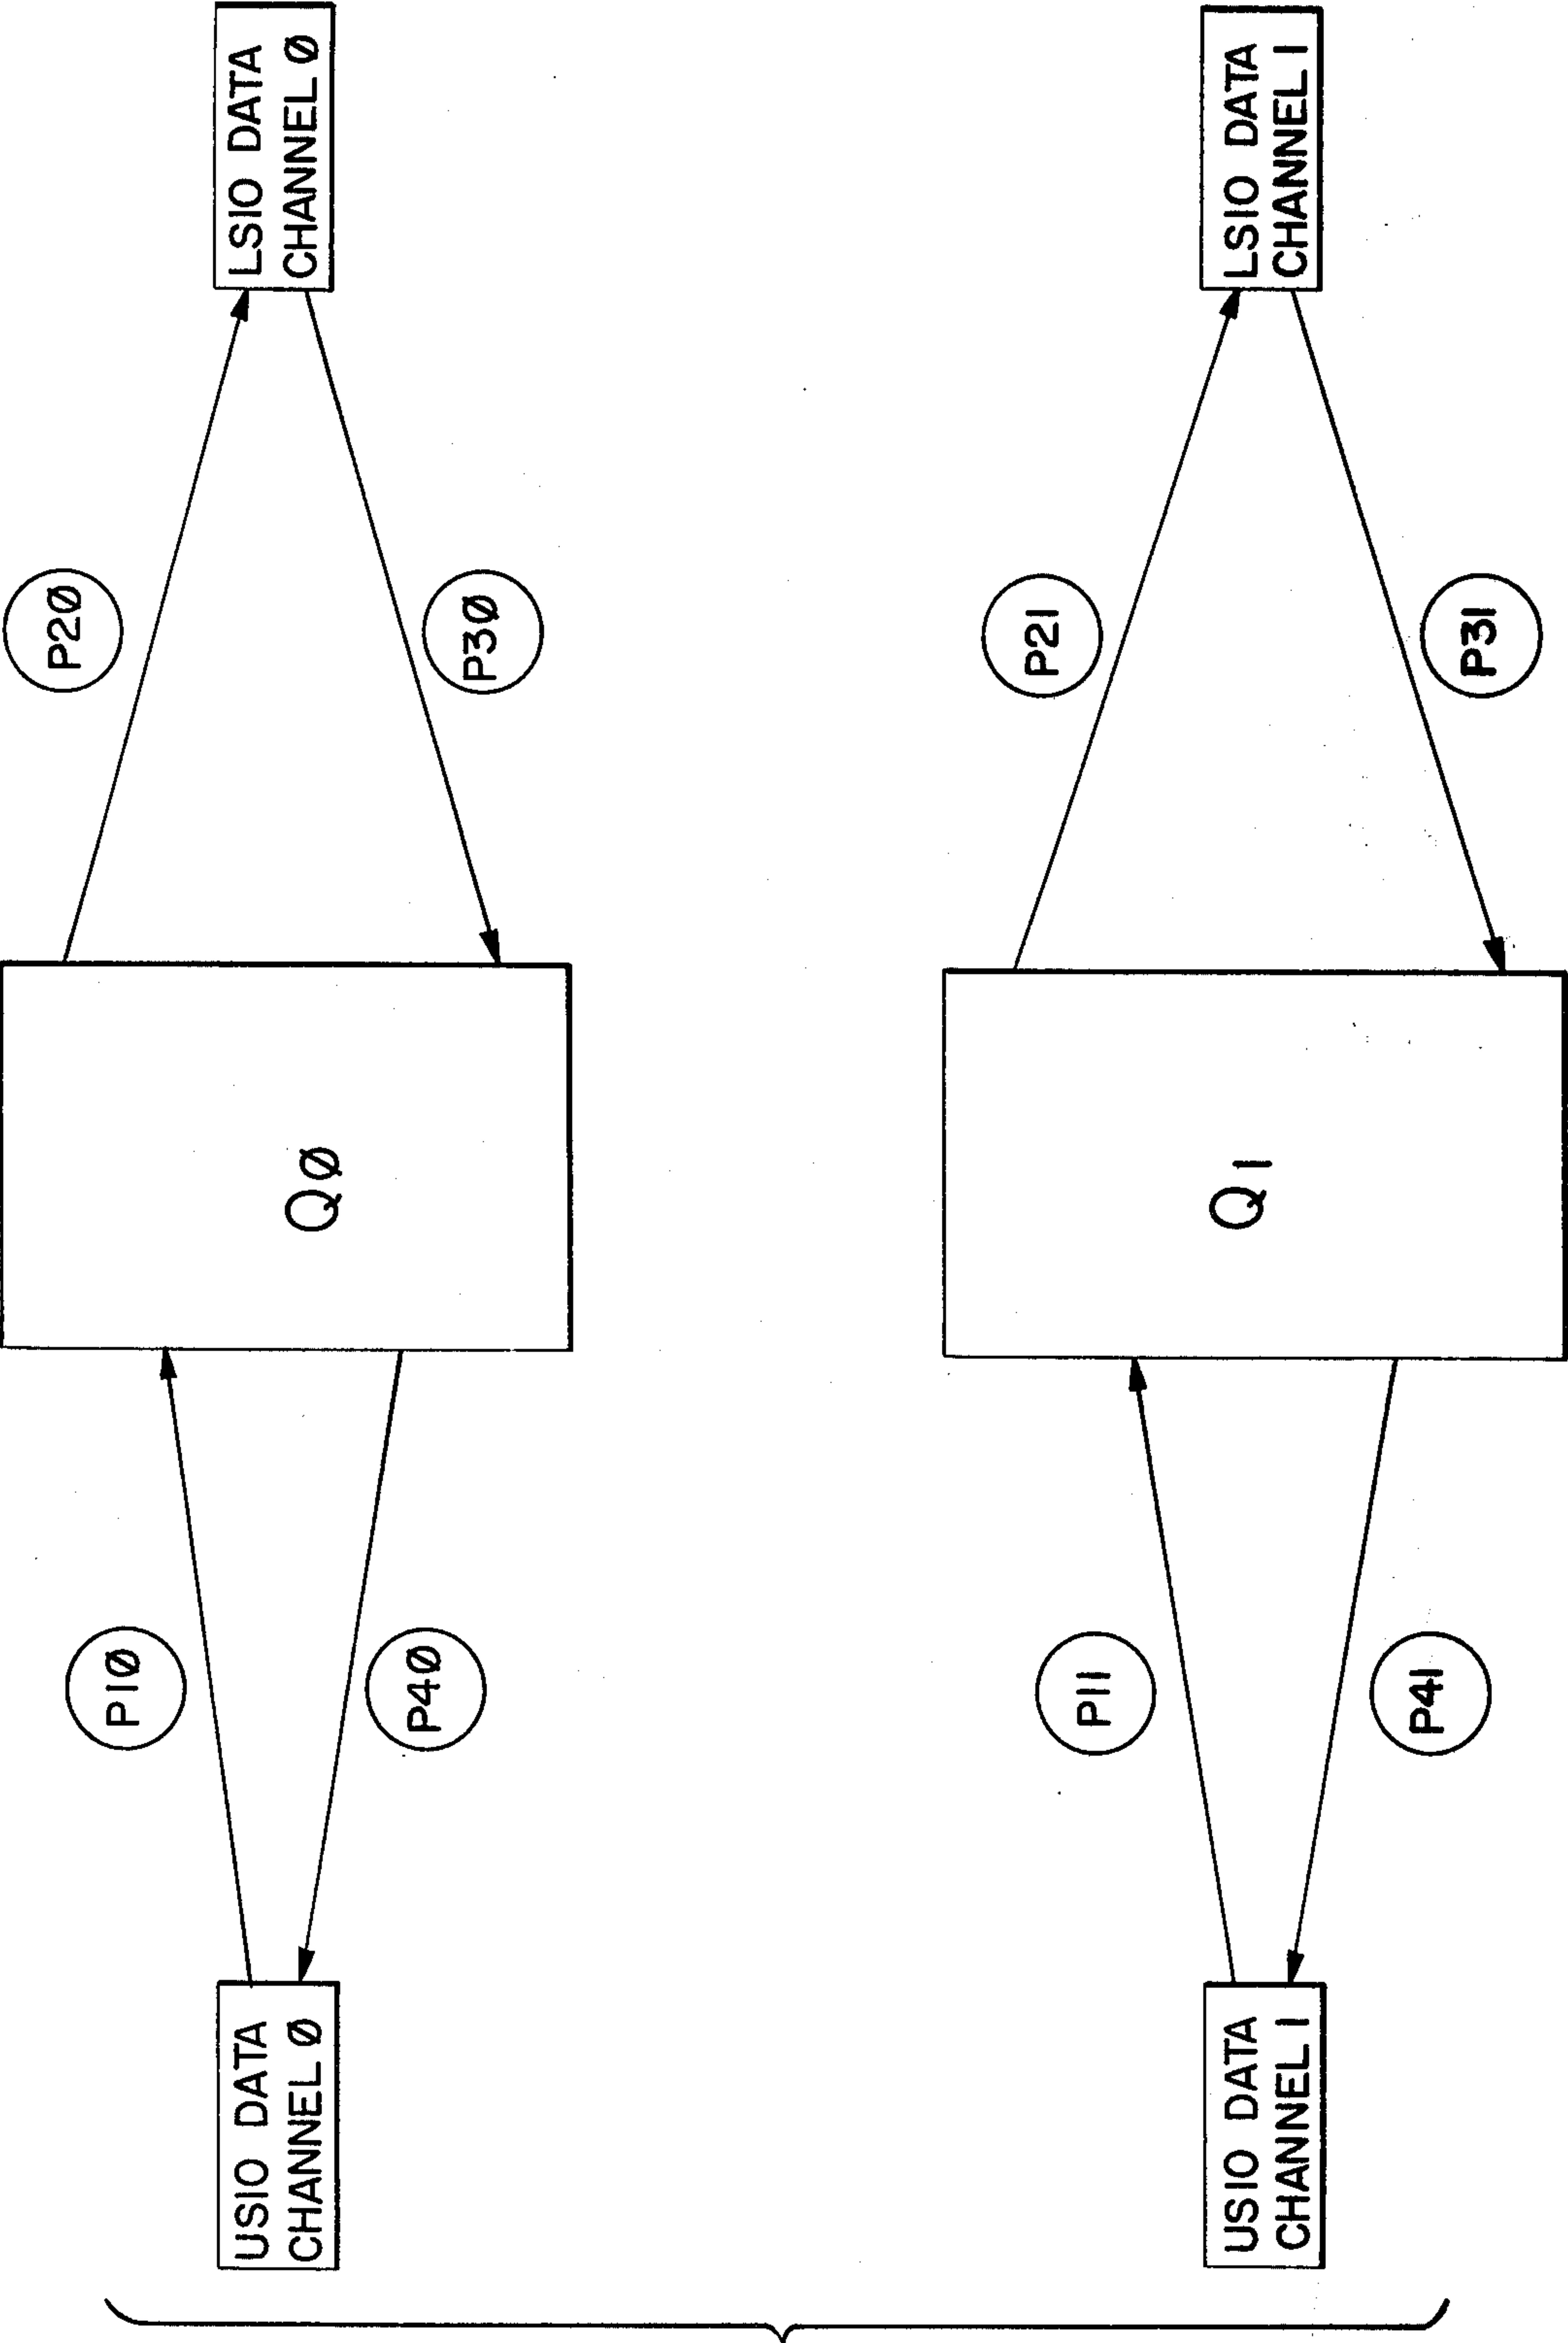 USIO DATA
CHANNEL Ø
P1Ø
P4Ø
QØ
P2Ø
P3Ø
LSIO DATA
CHANNEL Ø
USIO DATA
CHANNEL 1
P11
P41
Q1
P21
P31
LSIO DATA
CHANNEL 1